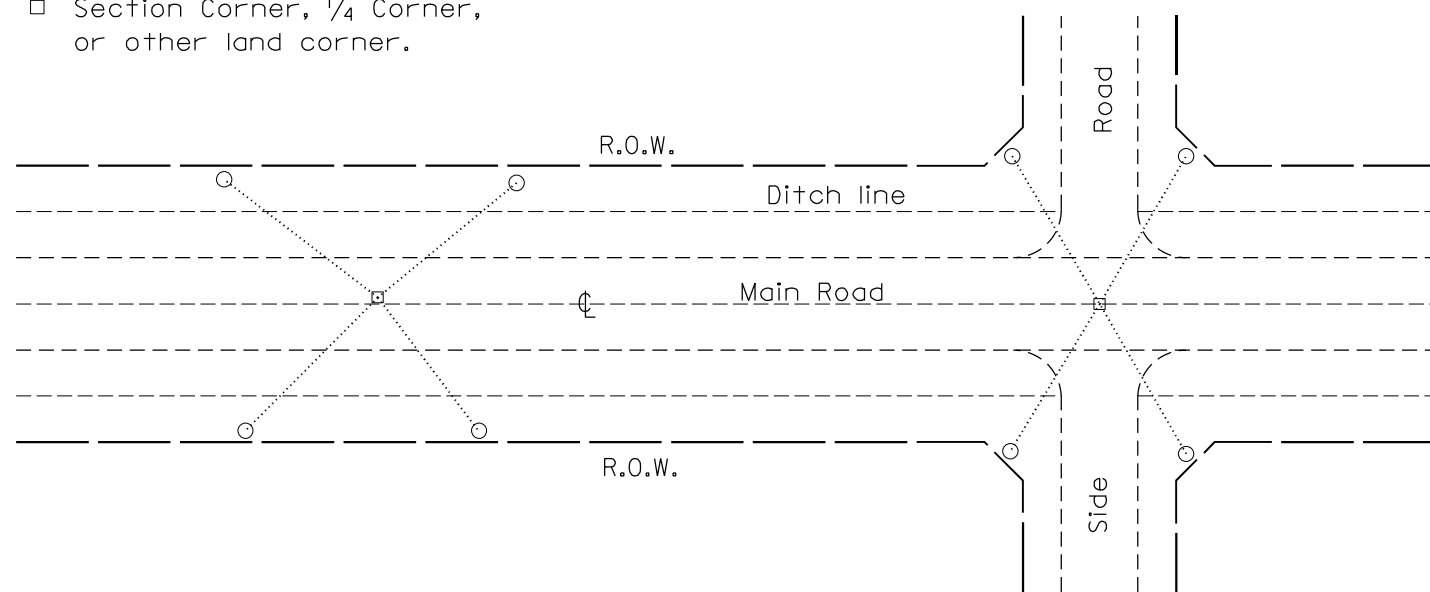 □ Section Corner, 1/4 Corner,
or other land corner.
Road
R.O.W.
Ditch line
Main Road
℄
R.O.W.
Side